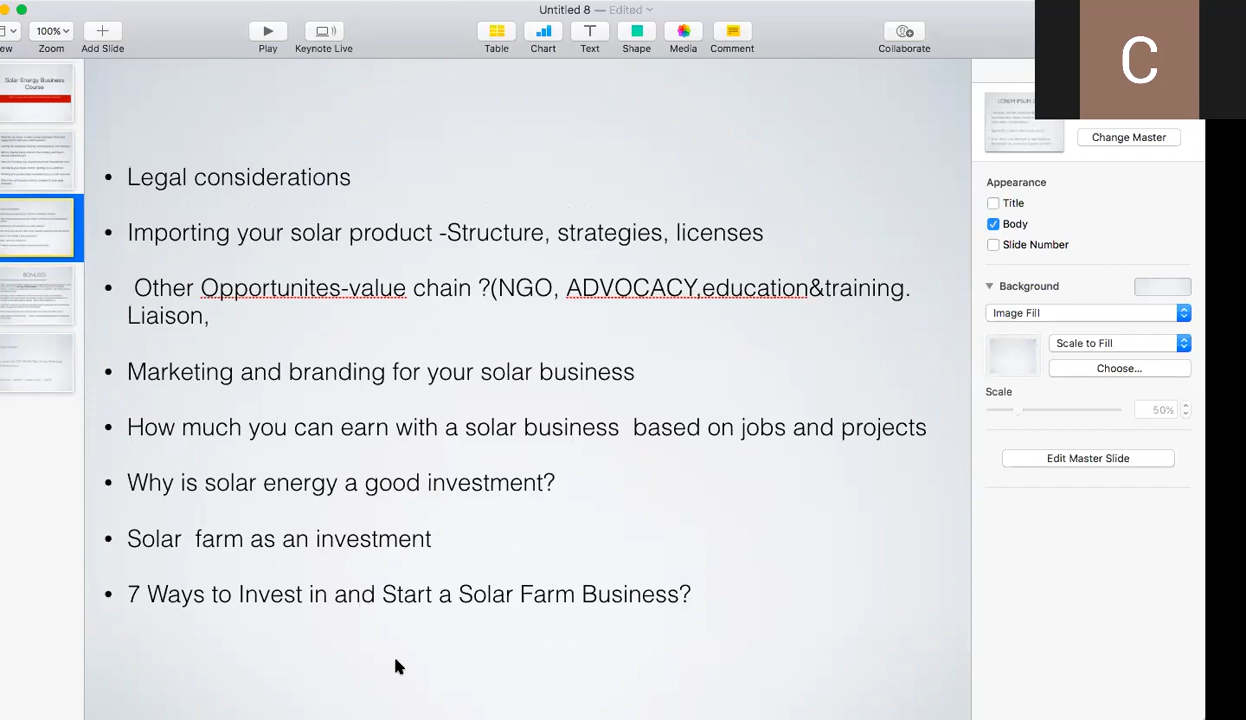 Untitled 8 — Edited
ew
100%
Zoom
Add Slide
Play
Keynote Live
Table
Chart
Text
Shape
Media
Comment
Collaborate
C
Solar Energy Business
Course
BONUSES
• Legal considerations
• Importing your solar product -Structure, strategies, licenses
• Other Opportunites-value chain ?(NGO, ADVOCACY,education&training.
Liaison,
• Marketing and branding for your solar business
• How much you can earn with a solar business  based on jobs and projects
• Why is solar energy a good investment?
• Solar  farm as an investment
• 7 Ways to Invest in and Start a Solar Farm Business?
Change Master
Appearance
Title
Body
Slide Number
Background
Image Fill
Scale to Fill
Choose...
Scale
50%
Edit Master Slide